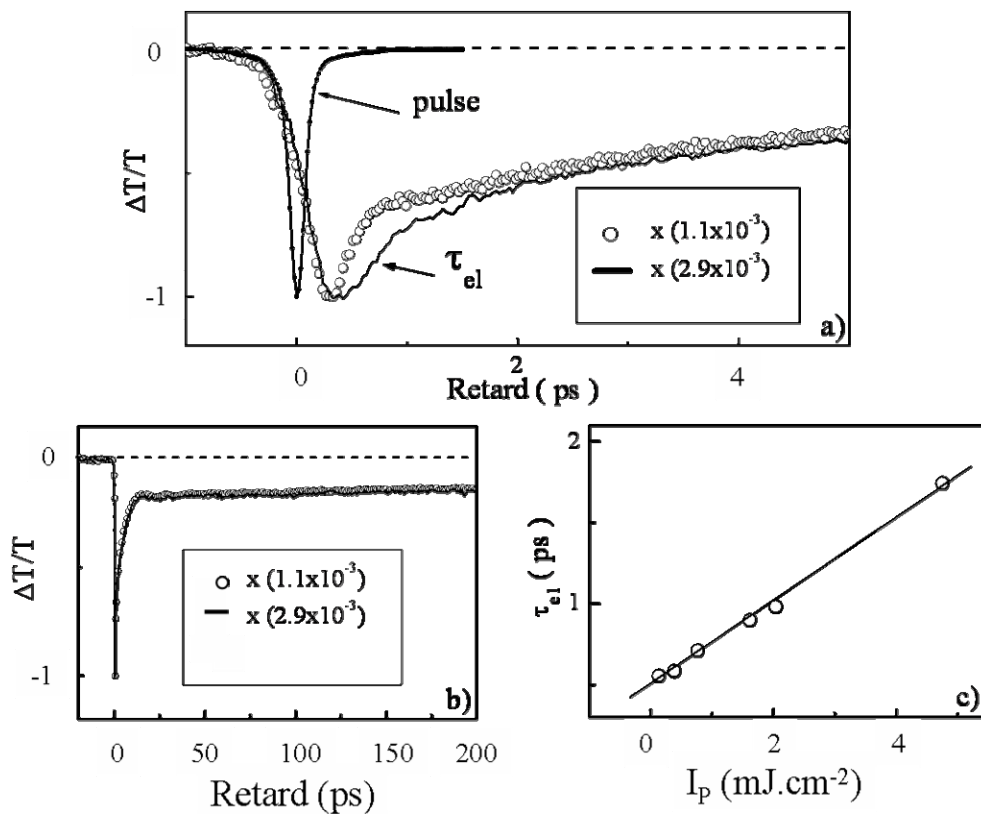 0
pulse
ΔT/T
x (1.1x10⁻³)
x (2.9x10⁻³)
τel
-1
a)
0 2 4
Retard ( ps )
0
ΔT/T
x (1.1x10⁻³)
x (2.9x10⁻³)
-1
b)
0 50 100 150 200
Retard (ps)
2
τel ( ps )
1
c)
0 2 4
IP (mJ.cm⁻²)